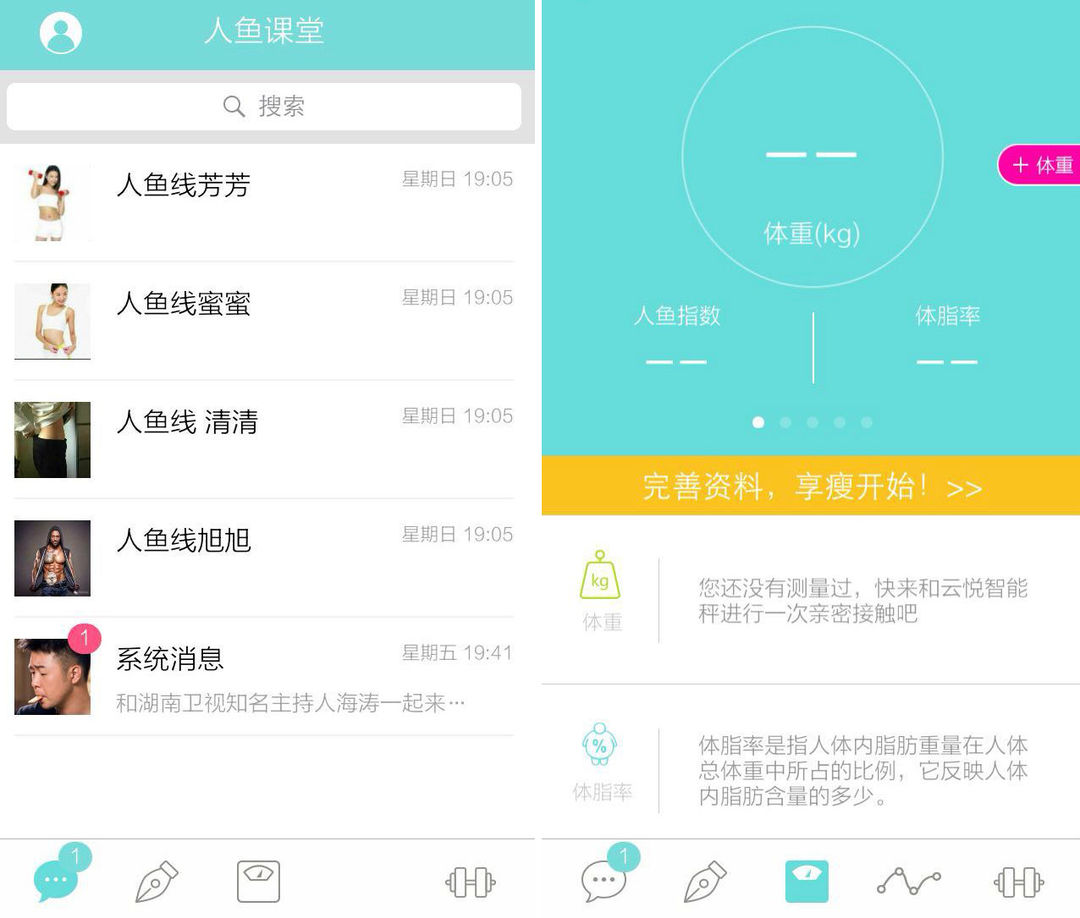 人鱼课堂
搜索
人鱼线芳芳
星期日 19:05
人鱼线蜜蜜
星期日 19:05
人鱼线 清清
星期日 19:05
人鱼线旭旭
星期日 19:05
1
系统消息
星期五 19:41
和湖南卫视知名主持人海涛一起来…
1
— —
体重(kg)
+ 体重
人鱼指数
体脂率
— —
— —
完善资料，享瘦开始！>>
kg
体重
您还没有测量过，快来和云悦智能
秤进行一次亲密接触吧
%
体脂率
体脂率是指人体内脂肪重量在人体
总体重中所占的比例，它反映人体
内脂肪含量的多少。
1